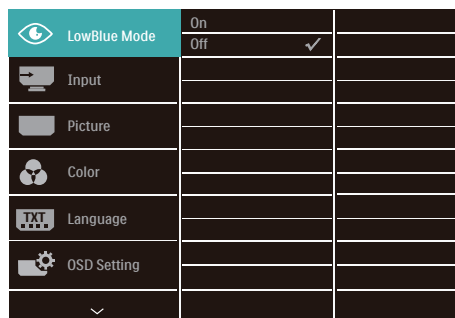 LowBlue Mode
On
Off
Input
Picture
Color
TXT
Language
OSD Setting